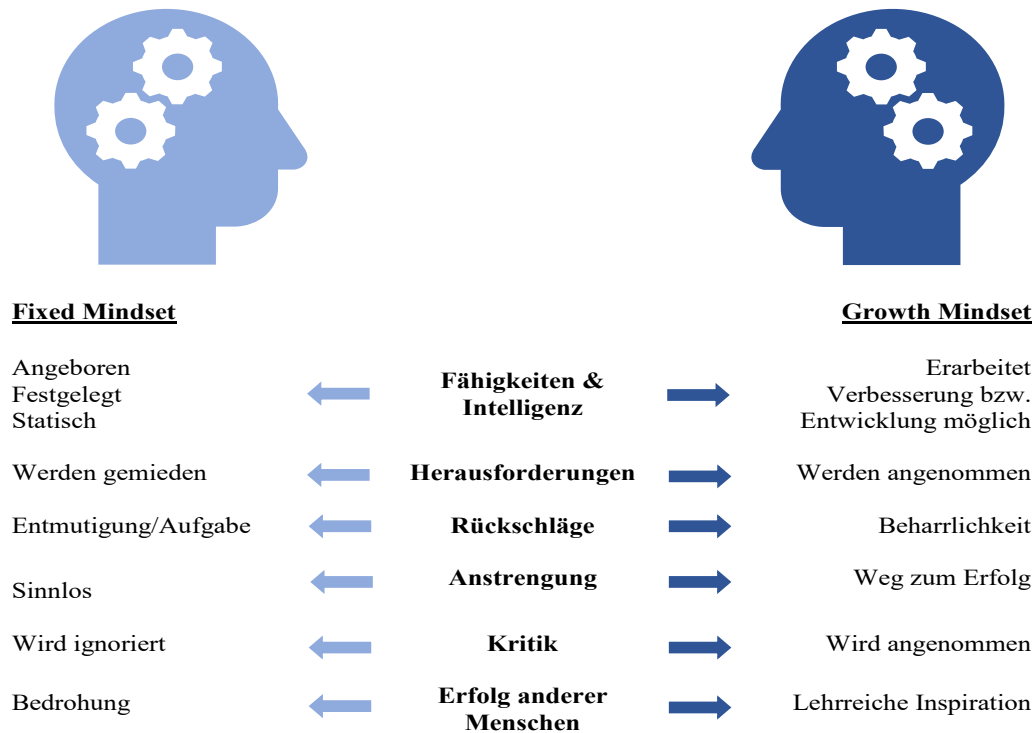 Fixed Mindset
Growth Mindset
Angeboren
Festgelegt
Statisch
Fähigkeiten &
Intelligenz
Erarbeitet
Verbesserung bzw.
Entwicklung möglich
Werden gemieden
Herausforderungen
Werden angenommen
Entmutigung/Aufgabe
Rückschläge
Beharrlichkeit
Sinnlos
Anstrengung
Weg zum Erfolg
Wird ignoriert
Kritik
Wird angenommen
Bedrohung
Erfolg anderer
Menschen
Lehrreiche Inspiration